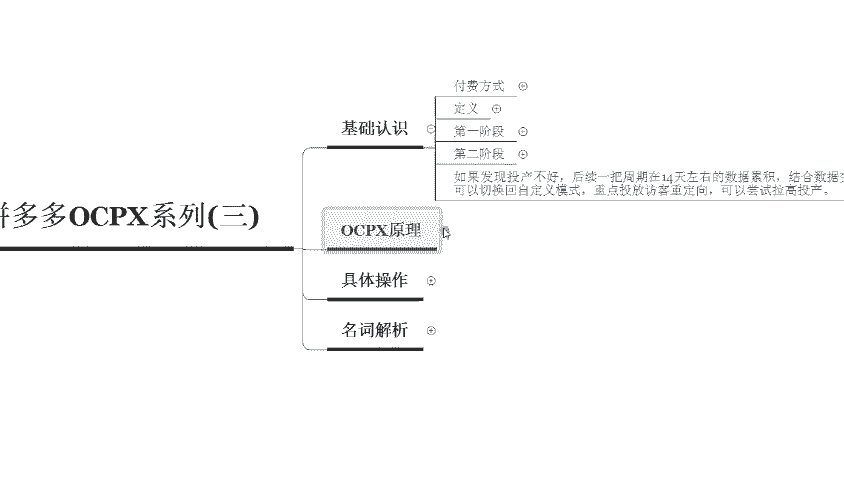 付费方式
定义
基础认识
第一阶段
第二阶段
如果发现投产不好，后续一把周期在14天左右的数据累积，结合数据
可以切换回自定义模式，重点投放访客重定向，可以尝试拉高投产。
拼多多OCPX系列(三)
OCPX原理
具体操作
名词解析